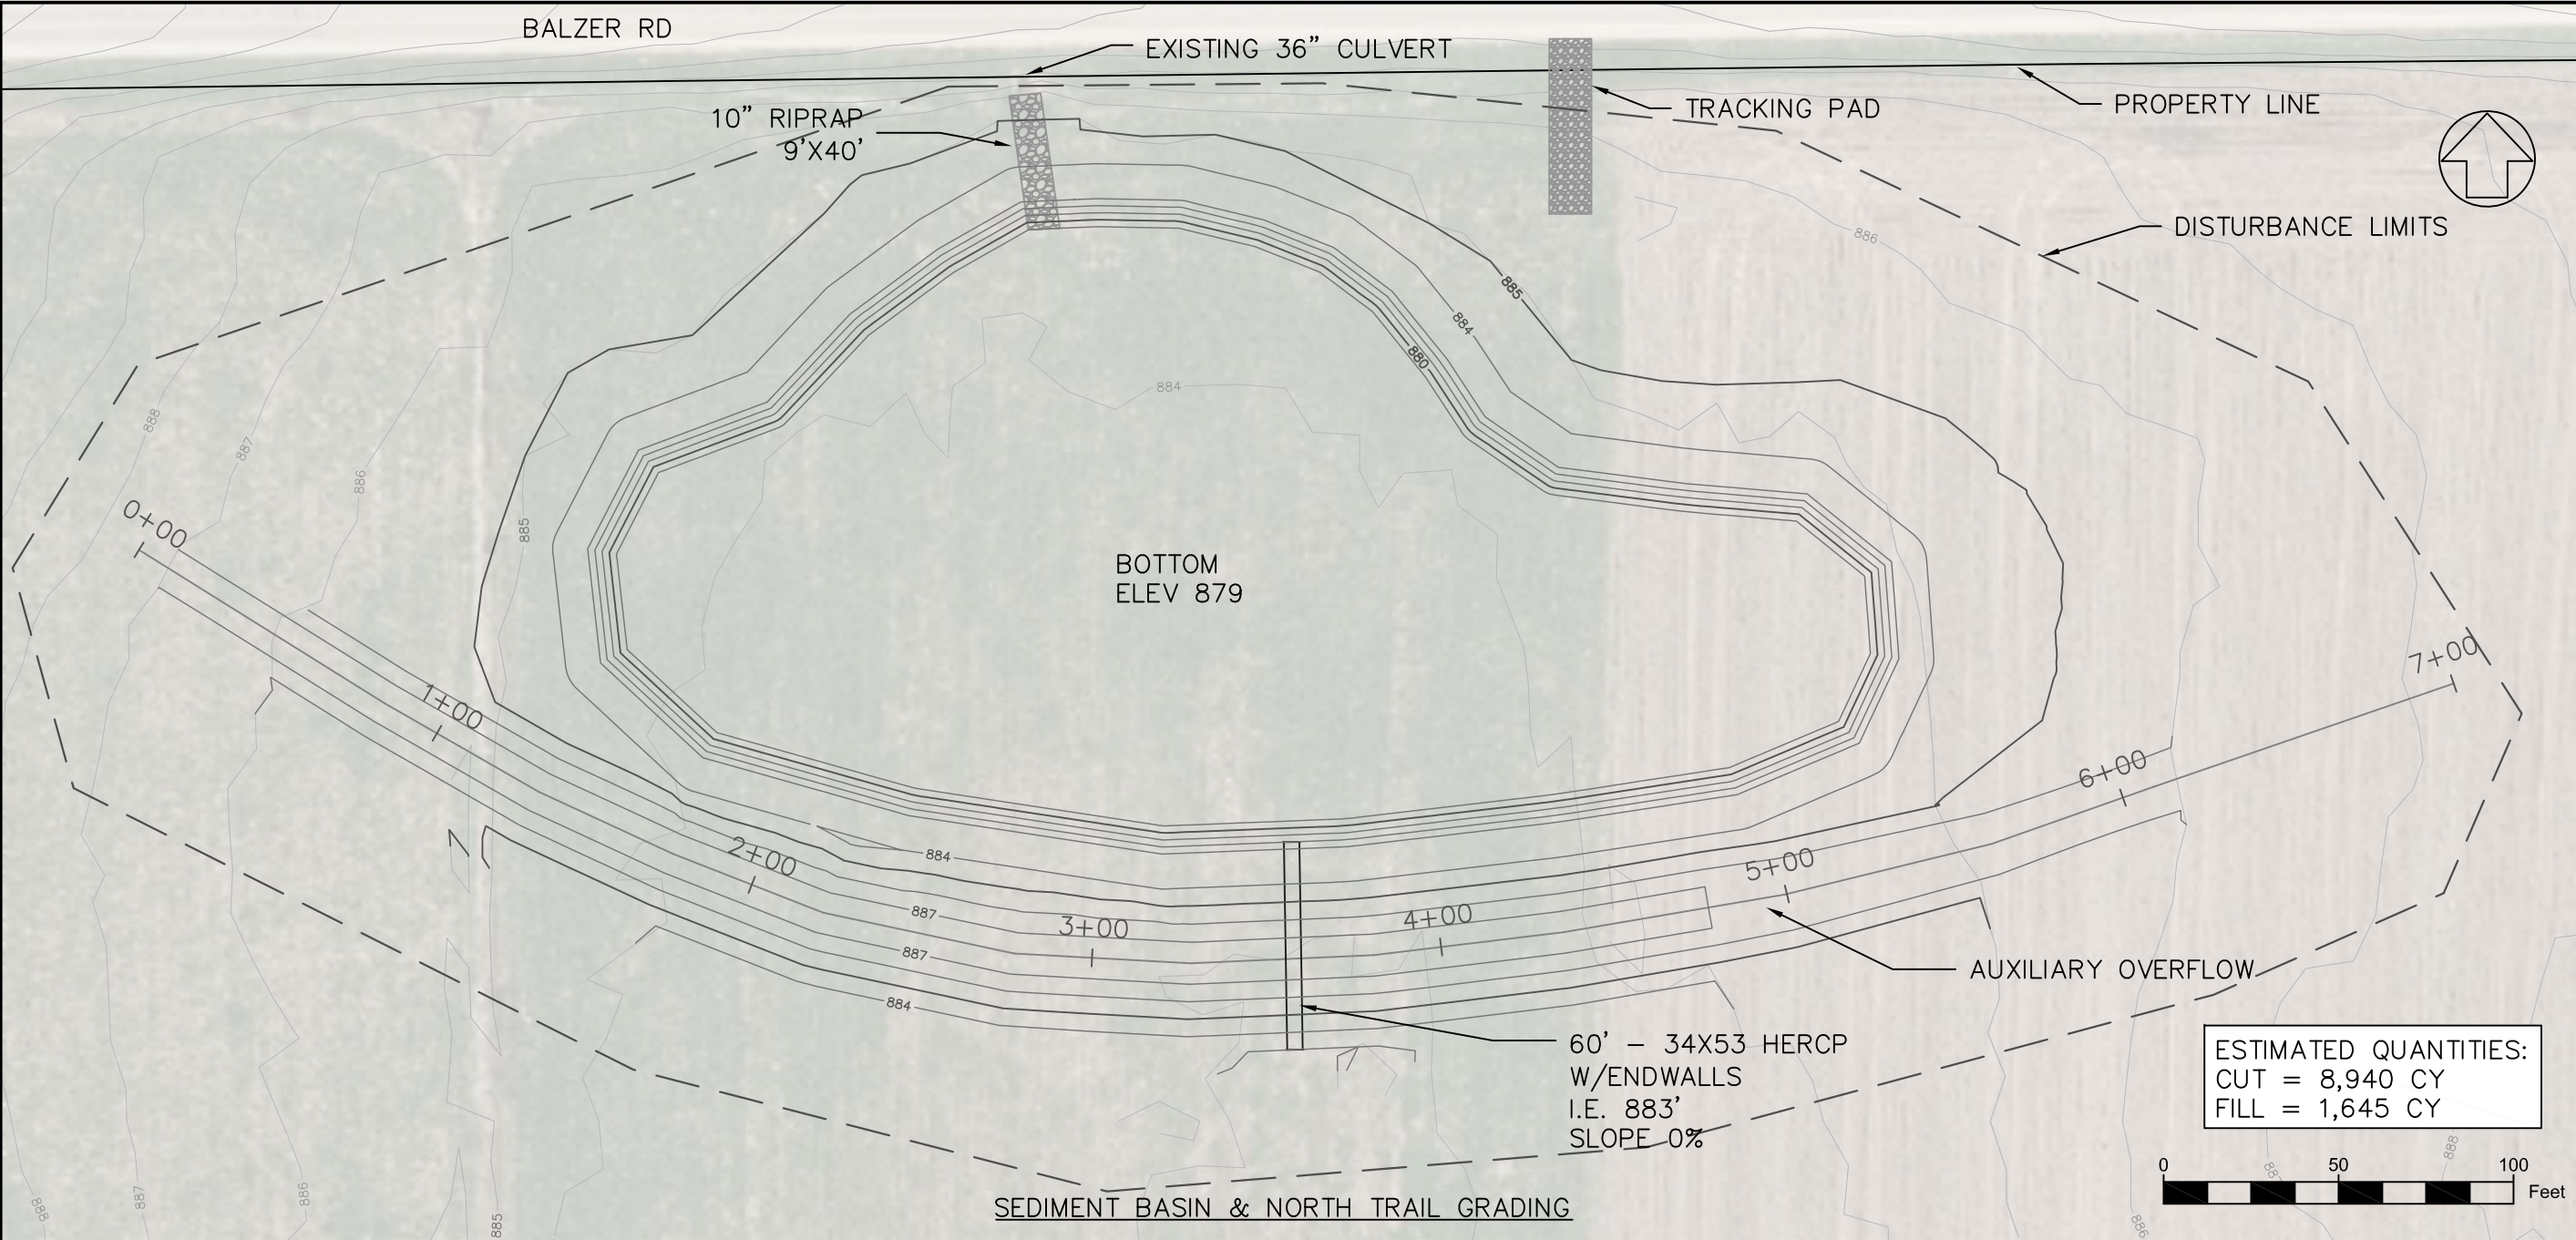 BALZER RD
EXISTING 36” CULVERT
10” RIPRAP
9’X40’
TRACKING PAD
PROPERTY LINE
DISTURBANCE LIMITS
886
885
884
880
884
888
887
886
885
BOTTOM
ELEV 879
0+00
1+00
2+00
3+00
4+00
5+00
6+00
7+00
884
887
887
884
AUXILIARY OVERFLOW
60’ – 34X53 HERCP
W/ENDWALLS
I.E. 883’
SLOPE 0%
ESTIMATED QUANTITIES:
CUT = 8,940 CY
FILL = 1,645 CY
888
887
886
885
886
888
0 50 100
Feet
SEDIMENT BASIN & NORTH TRAIL GRADING